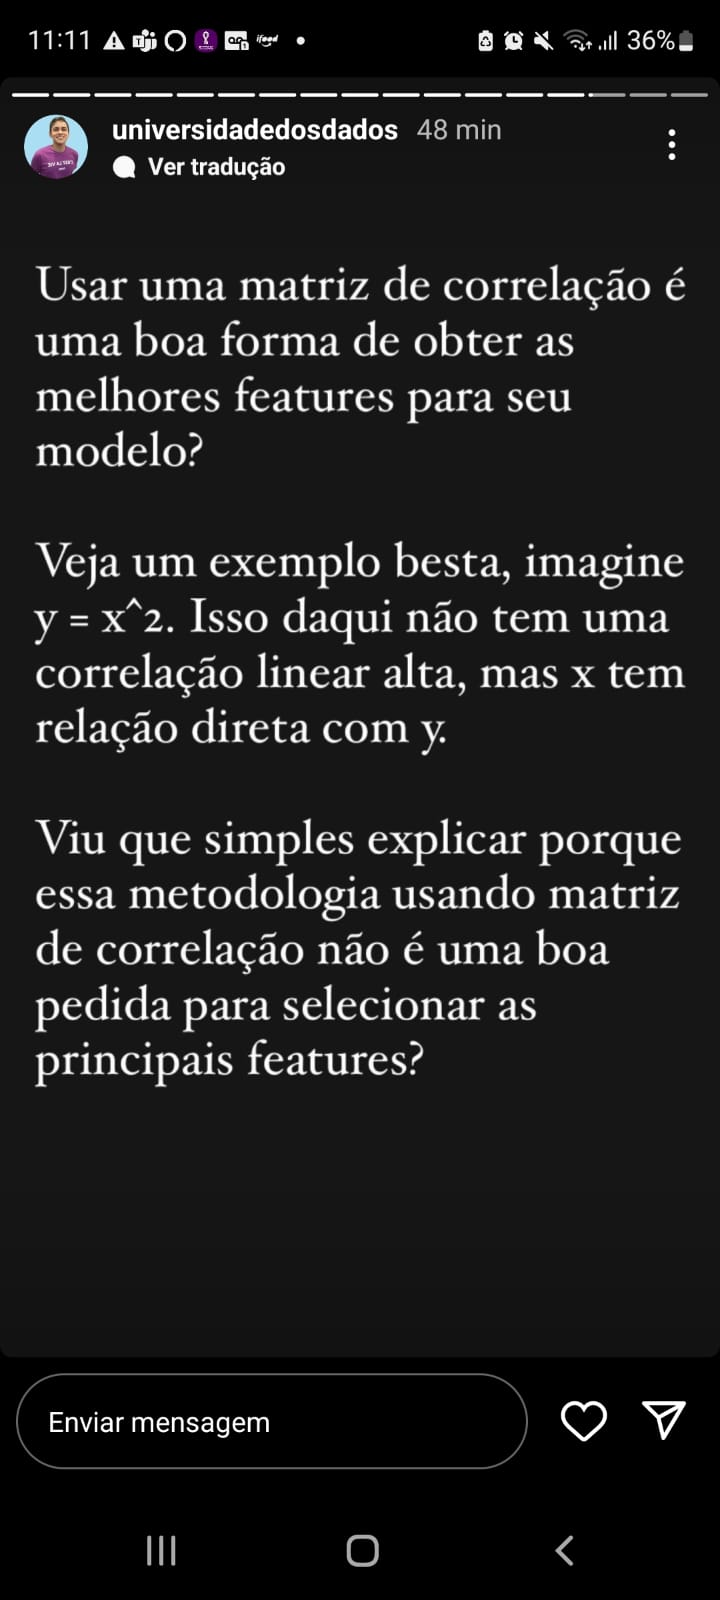 11:11
ifood
36%
universidadedosdados 48 min
Ver tradução
Usar uma matriz de correlação é
uma boa forma de obter as
melhores features para seu
modelo?
Veja um exemplo besta, imagine
y = x^2. Isso daqui não tem uma
correlação linear alta, mas x tem
relação direta com y.
Viu que simples explicar porque
essa metodologia usando matriz
de correlação não é uma boa
pedida para selecionar as
principais features?
Enviar mensagem